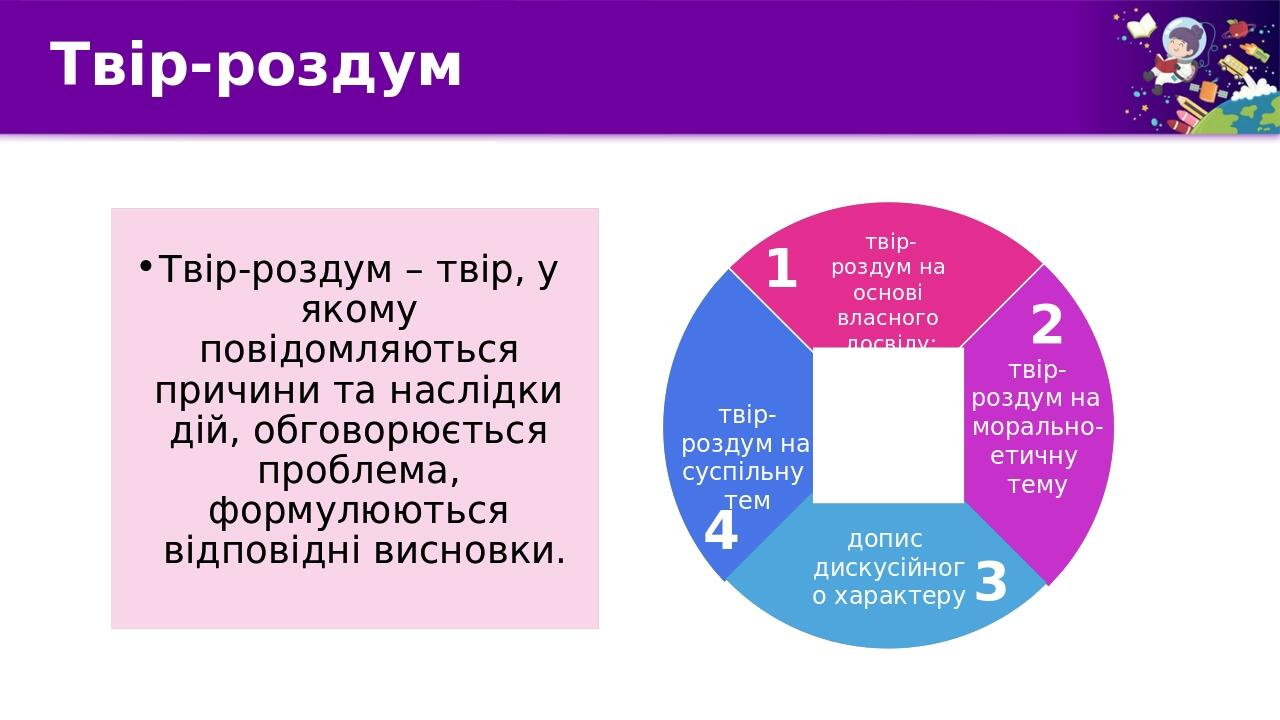 Твір-роздум
•Твір-роздум – твір, у
якому
повідомляються
причини та наслідки
дій, обговорюється
проблема,
формулюються
відповідні висновки.
1
твір-
роздум на
основі
власного
досвіду;
2
твір-
роздум на
морально-
етичну
тему
допис
дискусійног
о характеру
3
твір-
роздум на
суспільну
тем
4